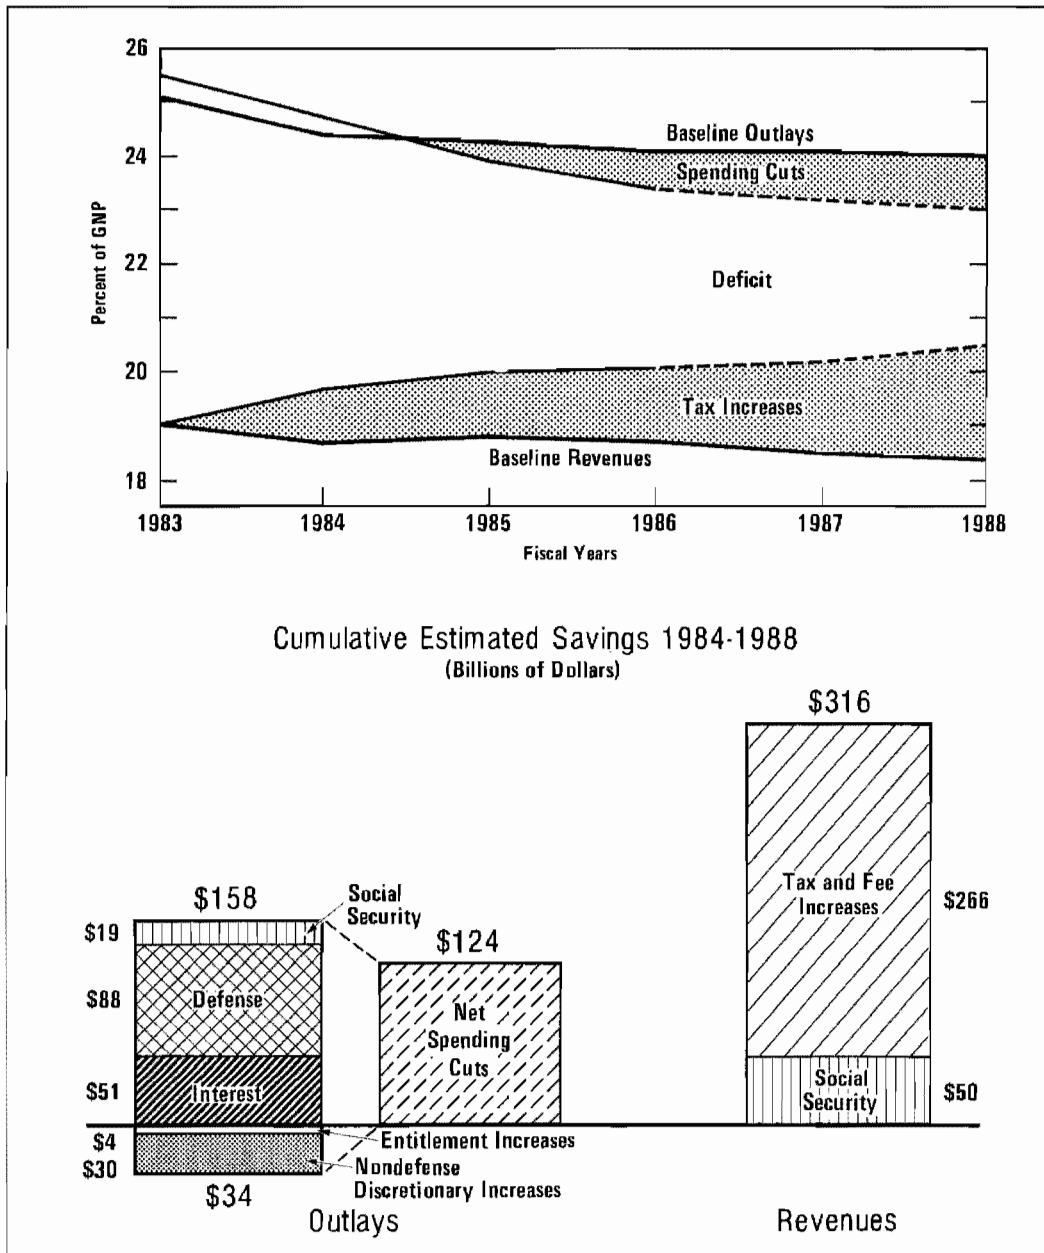 26
24
22
20
18
Percent of GNP
Baseline Outlays
Spending Cuts
Deficit
Tax Increases
Baseline Revenues
1983 1984 1985 1986 1987 1988
Fiscal Years
Cumulative Estimated Savings 1984-1988
(Billions of Dollars)
$316
Tax and Fee
Increases
$266
Social
Security
$50
$158
Social
Security
$19
$88
Defense
$51
Interest
$124
Net
Spending
Cuts
$4
Entitlement Increases
$30
Nondefense
Discretionary Increases
$34
Outlays
Revenues